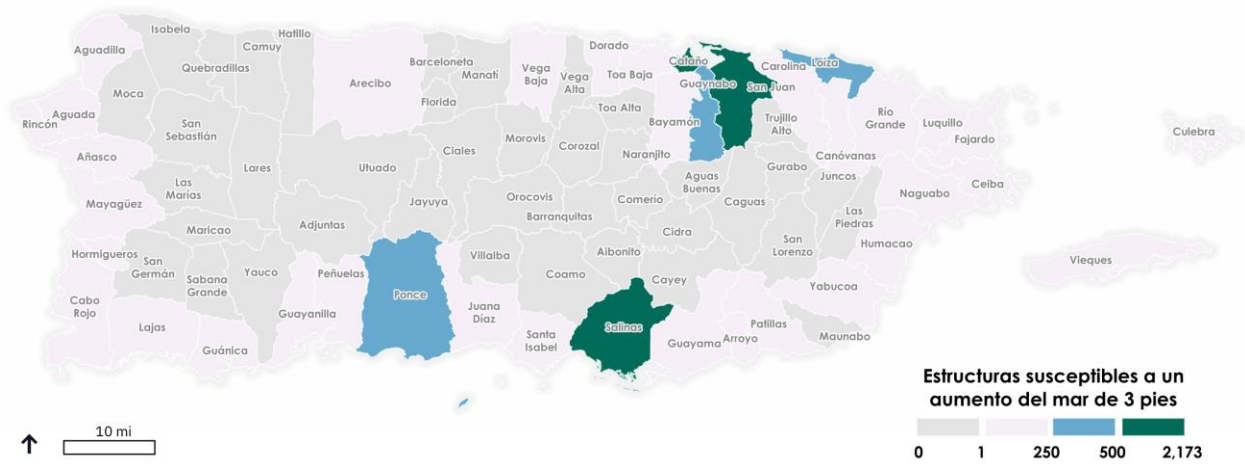 Isabela
Hatillo
Aguadilla
Camuy
Quebradillas
Moca
Aguada
Rincón
San
Sebastián
Añasco
Lares
Las
Marías
Mayagüez
Maricao
Hormigueros
San
Germán
Sabana
Grande
Yauco
Cabo
Rojo
Lajas
Guánica
Arecibo
Barceloneta
Manatí
Florida
Utuado
Ciales
Jayuya
Adjuntas
Peñuelas
Guayanilla
Ponce
Vega
Baja
Vega
Alta
Dorado
Toa Baja
Toa Alta
Morovis
Corozal
Naranjito
Orocovis
Barranquitas
Comerío
Villalba
Coamo
Aibonito
Juana
Díaz
Santa
Isabel
Salinas
Cataño
Guaynabo
Bayamón
San Juan
Carolina
Loíza
Trujillo
Alto
Canóvanas
Río
Grande
Luquillo
Fajardo
Ceiba
Naguabo
Aguas
Buenas
Gurabo
Juncos
Caguas
Las
Piedras
Humacao
Cidra
San
Lorenzo
Cayey
Yabucoa
Guayama
Arroyo
Patillas
Maunabo
Culebra
Vieques
10 mi
Estructuras susceptibles a un
aumento del mar de 3 pies
0 1 250 500 2,173